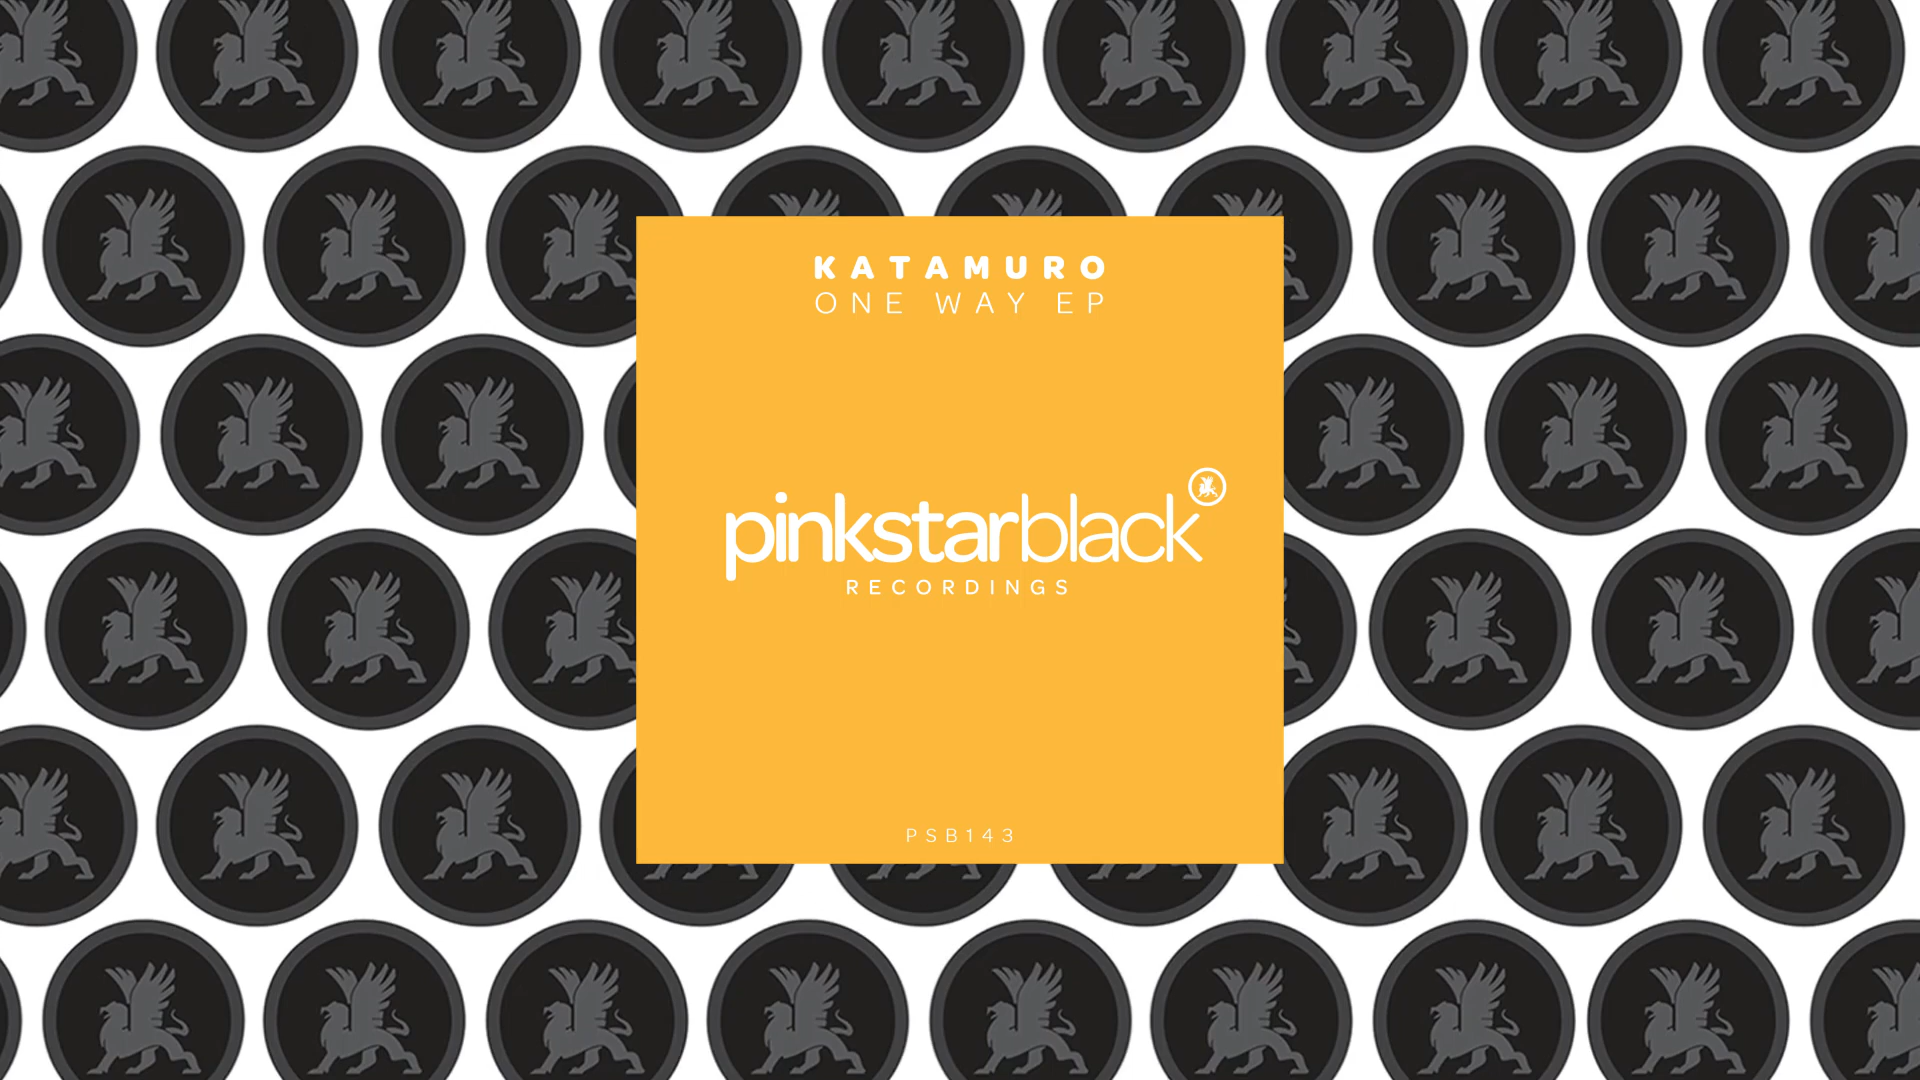 KATAMURO
ONE WAY EP
pinkstarblack
RECORDINGS
PSB143